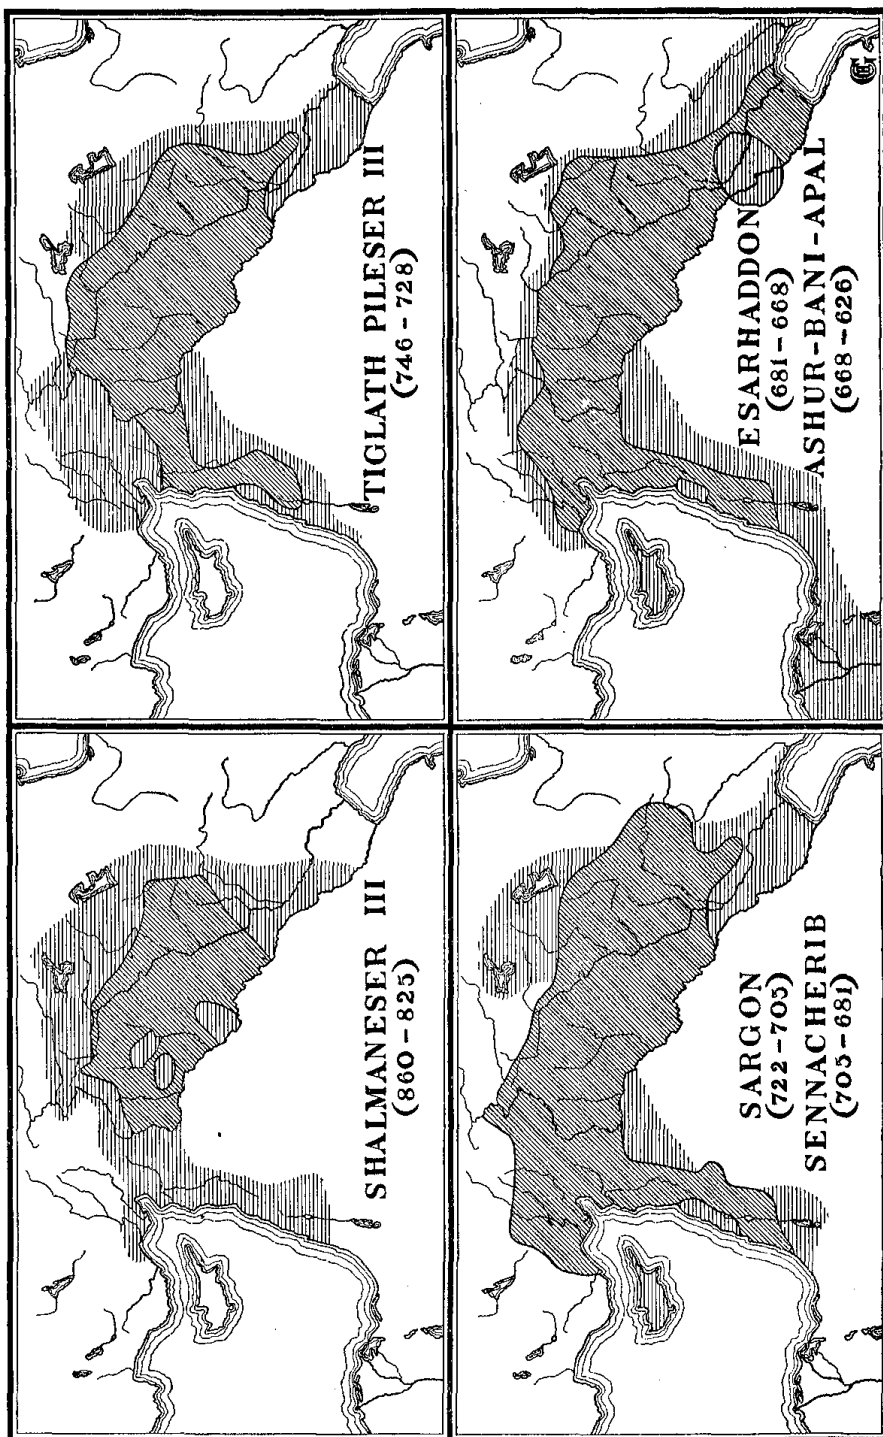 SHALMANESER III
(860-825)
TIGLATH PILESER III
(746-728)
SARGON
(722-705)
SENNACHERIB
(705-681)
ESARHADDON
(681-668)
ASHUR-BANI-APAL
(668-626)